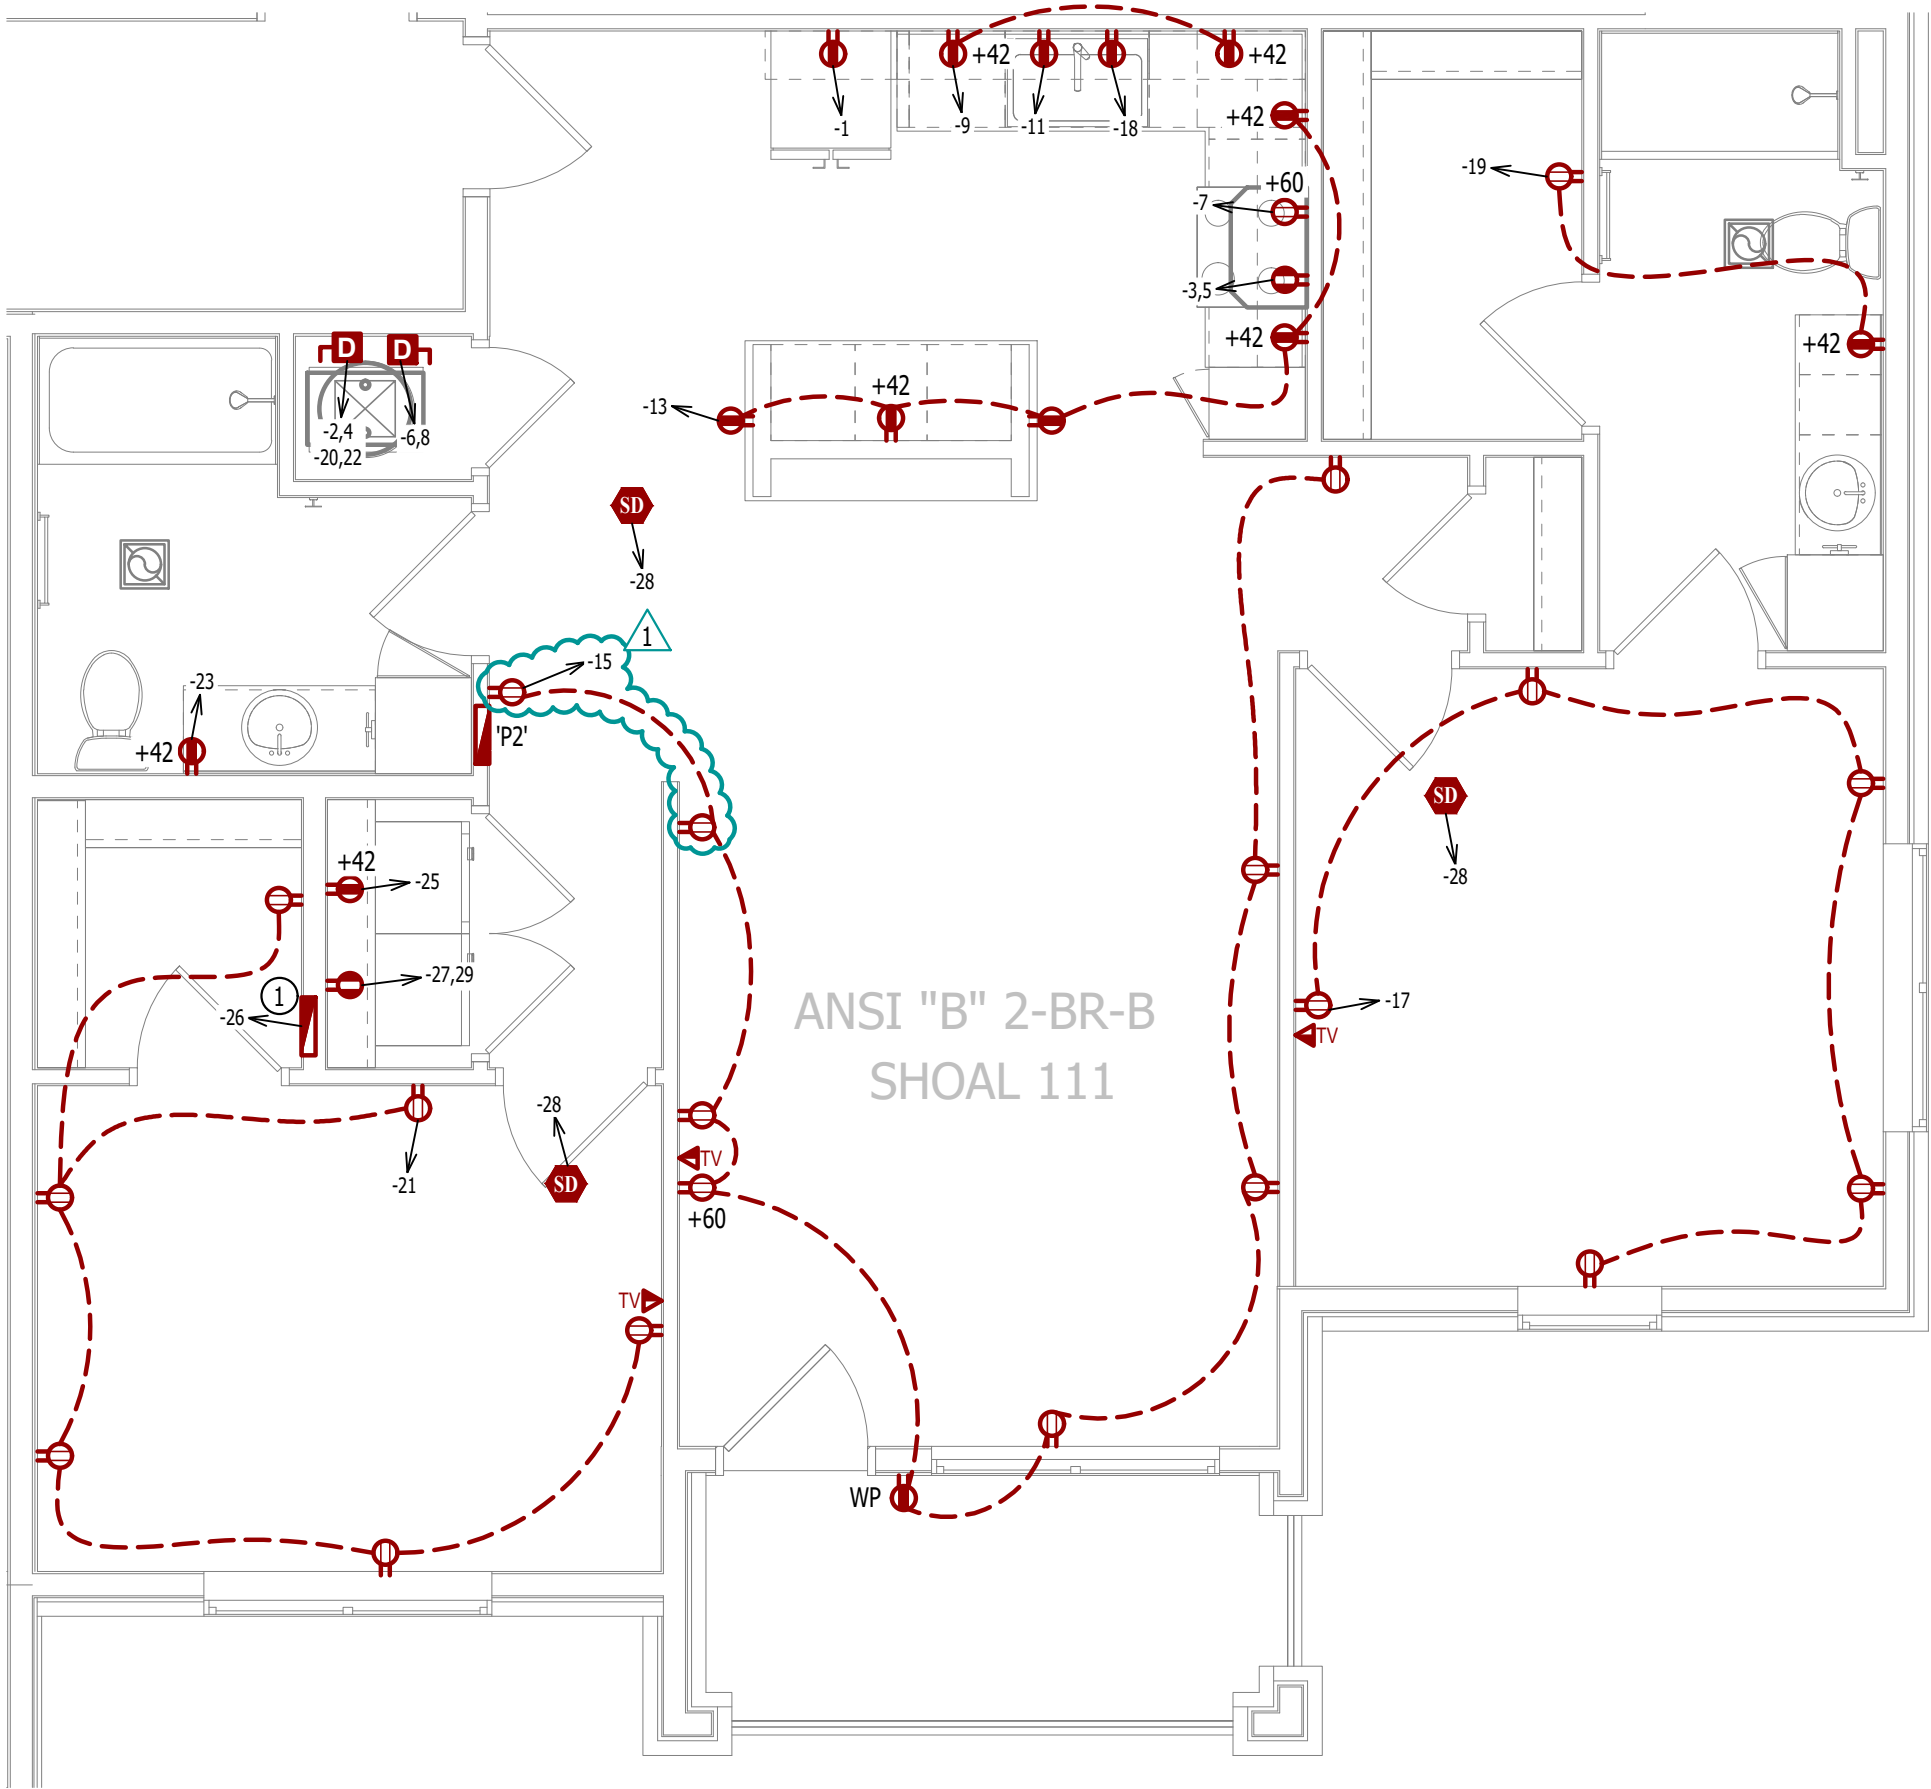 +42
+42
-1
-9
-11
-18
+42
-19
+60
-7
-3,5
+42
+42
D
D
+42
-13
-2,4
-6,8
-20,22
SD
-28
1
-15
-23
'P2'
+42
SD
-28
+42
-25
-27,29
1
-26
ANSI "B" 2-BR-B
SHOAL 111
-17
TV
-28
SD
-21
TV
+60
TV
WP